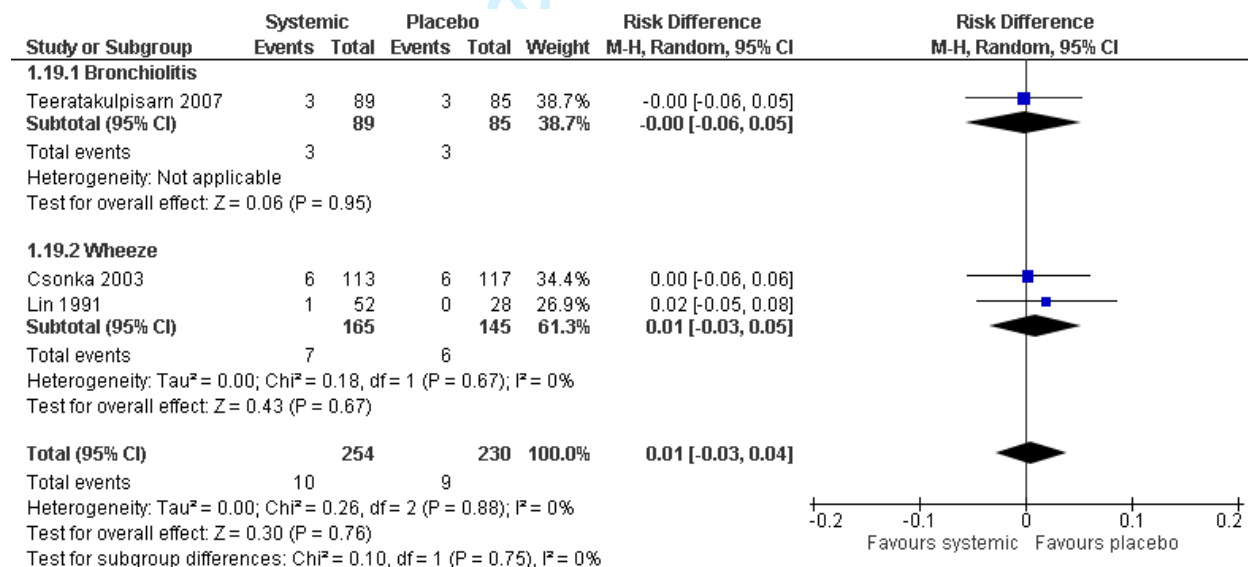 Systemic Placebo Risk Difference Risk Difference
Study or Subgroup Events Total Events Total Weight M-H, Random, 95% CI M-H, Random, 95% CI
1.19.1 Bronchiolitis
Teeratakulpisarn 2007 3 89 3 85 38.7% -0.00 [-0.06, 0.05]
Subtotal (95% CI) 89 85 38.7% -0.00 [-0.06, 0.05]
Total events 3 3
Heterogeneity: Not applicable
Test for overall effect: Z = 0.06 (P = 0.95)
1.19.2 Wheeze
Csonka 2003 6 113 6 117 34.4% 0.00 [-0.06, 0.06]
Lin 1991 1 52 0 28 26.9% 0.02 [-0.05, 0.08]
Subtotal (95% CI) 165 145 61.3% 0.01 [-0.03, 0.05]
Total events 7 6
Heterogeneity: Tau² = 0.00; Chi² = 0.18, df = 1 (P = 0.67); I² = 0%
Test for overall effect: Z = 0.43 (P = 0.67)
Total (95% CI) 254 230 100.0% 0.01 [-0.03, 0.04]
Total events 10 9
Heterogeneity: Tau² = 0.00; Chi² = 0.26, df = 2 (P = 0.88); I² = 0%
Test for overall effect: Z = 0.30 (P = 0.76)
Test for subgroup differences: Chi² = 0.10, df = 1 (P = 0.75), I² = 0%
-0.2 -0.1 0 0.1 0.2
Favours systemic Favours placebo